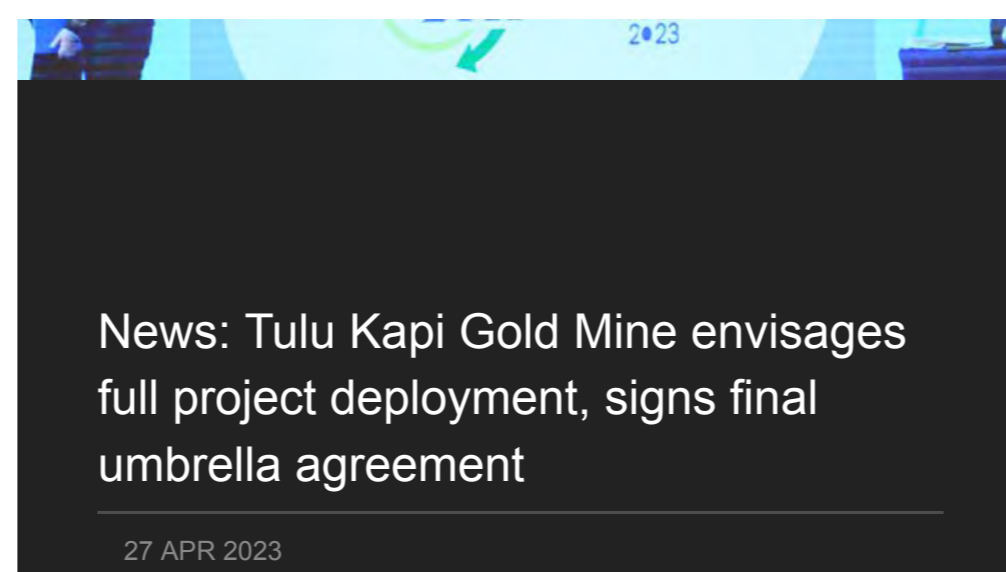 2023
News: Tulu Kapi Gold Mine envisages
full project deployment, signs final
umbrella agreement
27 APR 2023